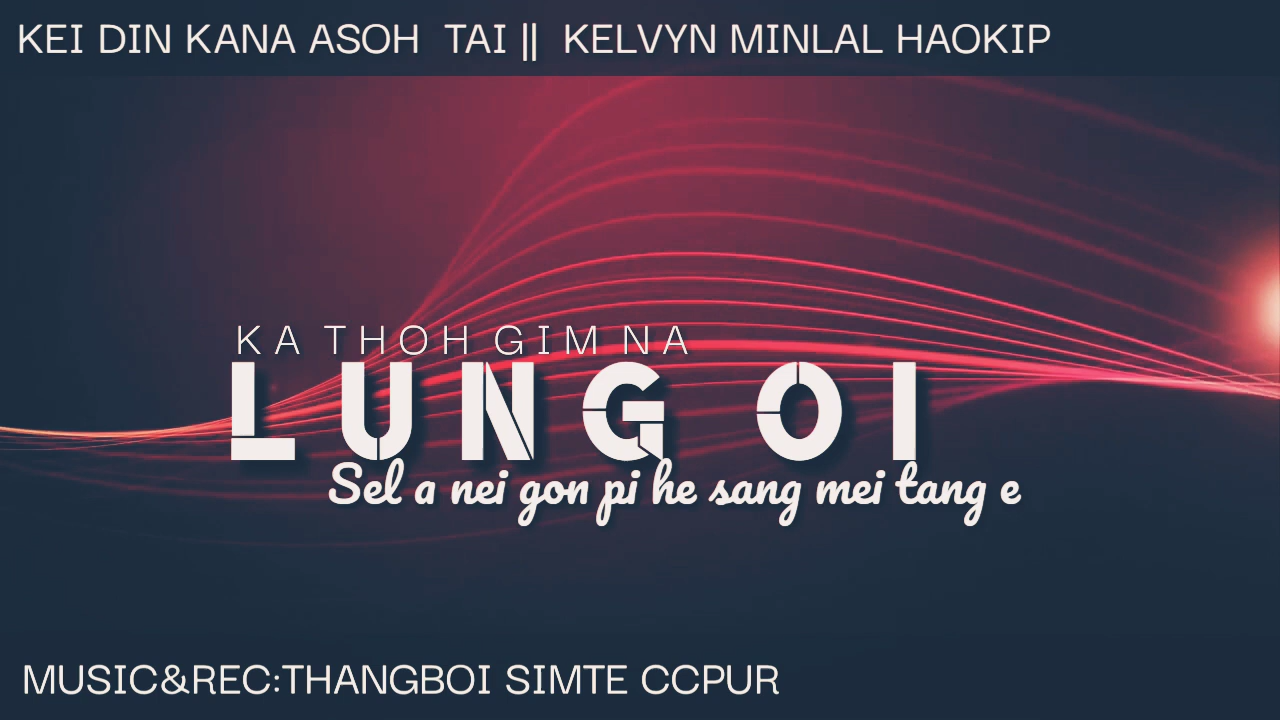 KEI DIN KANA ASOH TAI || KELVYN MINLAL HAOKIP
KA THOH GIM NA
LUNG OI
Sel a nei gon pi he sang mei tang e
MUSIC&REC:THANGBOI SIMTE CCPUR